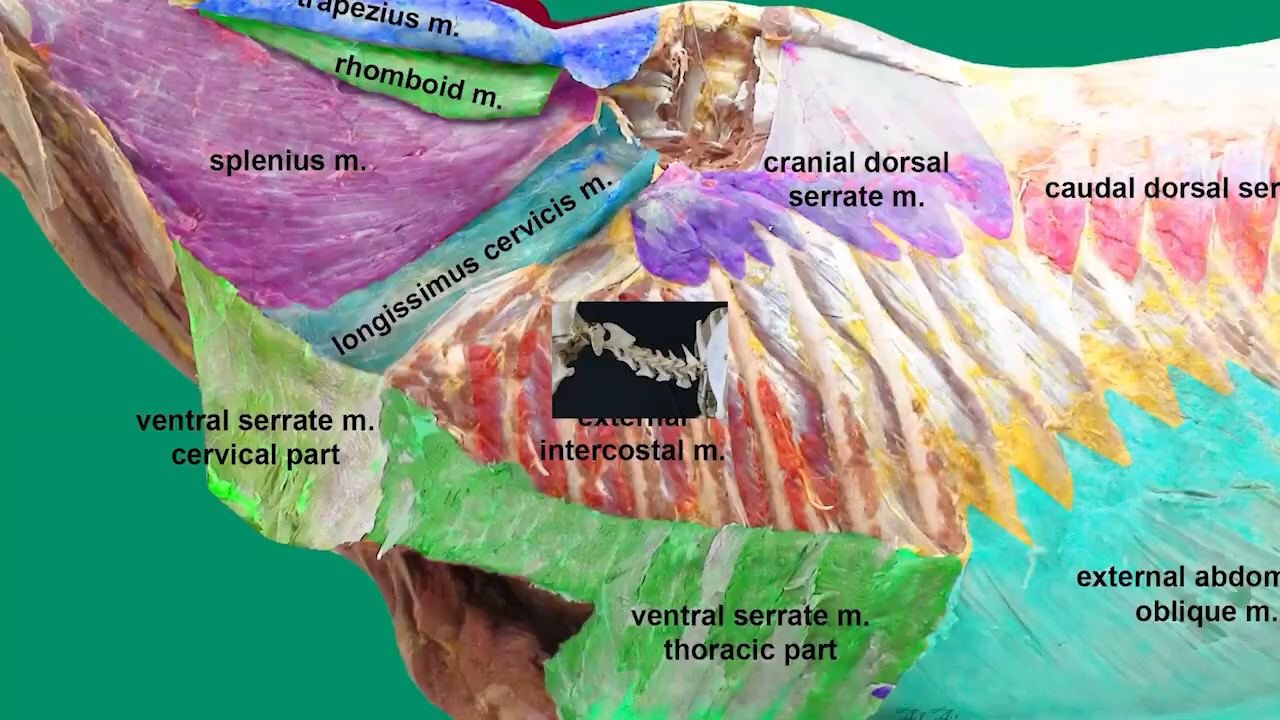 trapezius m.
rhomboid m.
splenius m.
cranial dorsal
serrate m.
caudal dorsal ser
longissimus cervicis m.
ventral serrate m.
cervical part
external
intercostal m.
external abdom
oblique m.
ventral serrate m.
thoracic part